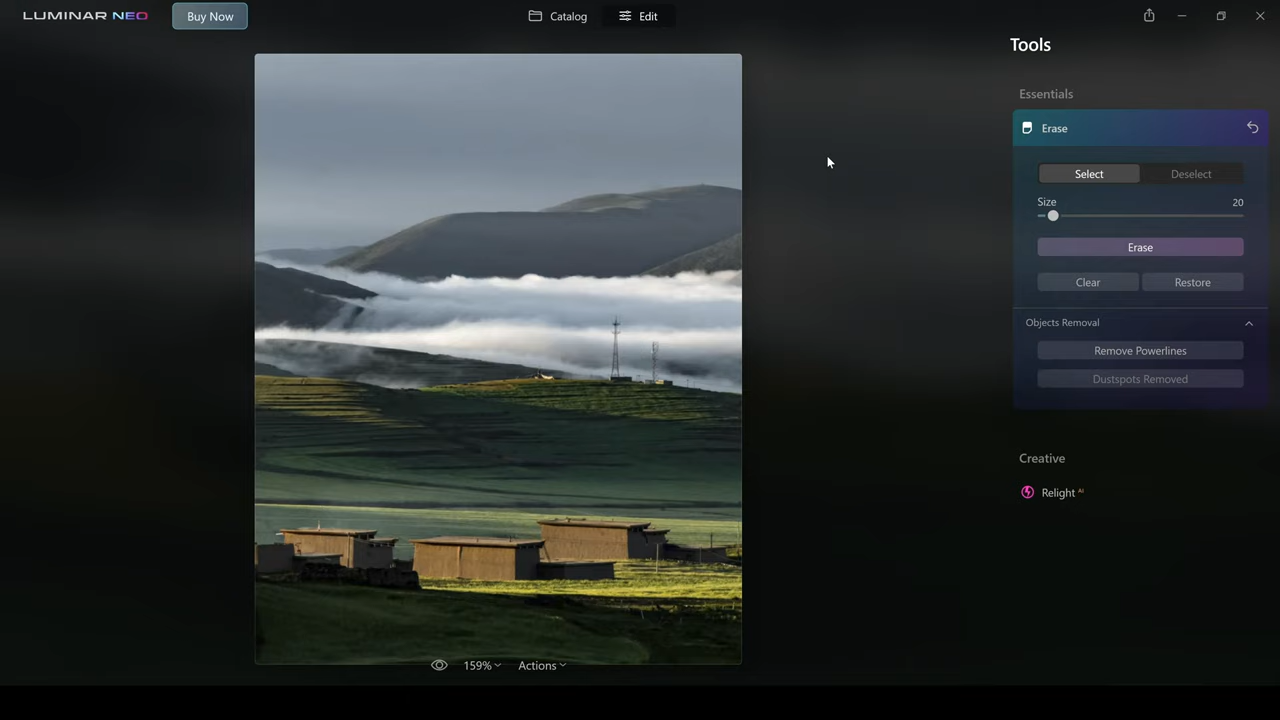 LUMINAR NEO
Buy Now
Catalog
Edit
Tools
Essentials
Erase
Select
Deselect
Size
20
Erase
Clear
Restore
Objects Removal
Remove Powerlines
Dustspots Removed
Creative
Relight AI
159%
Actions